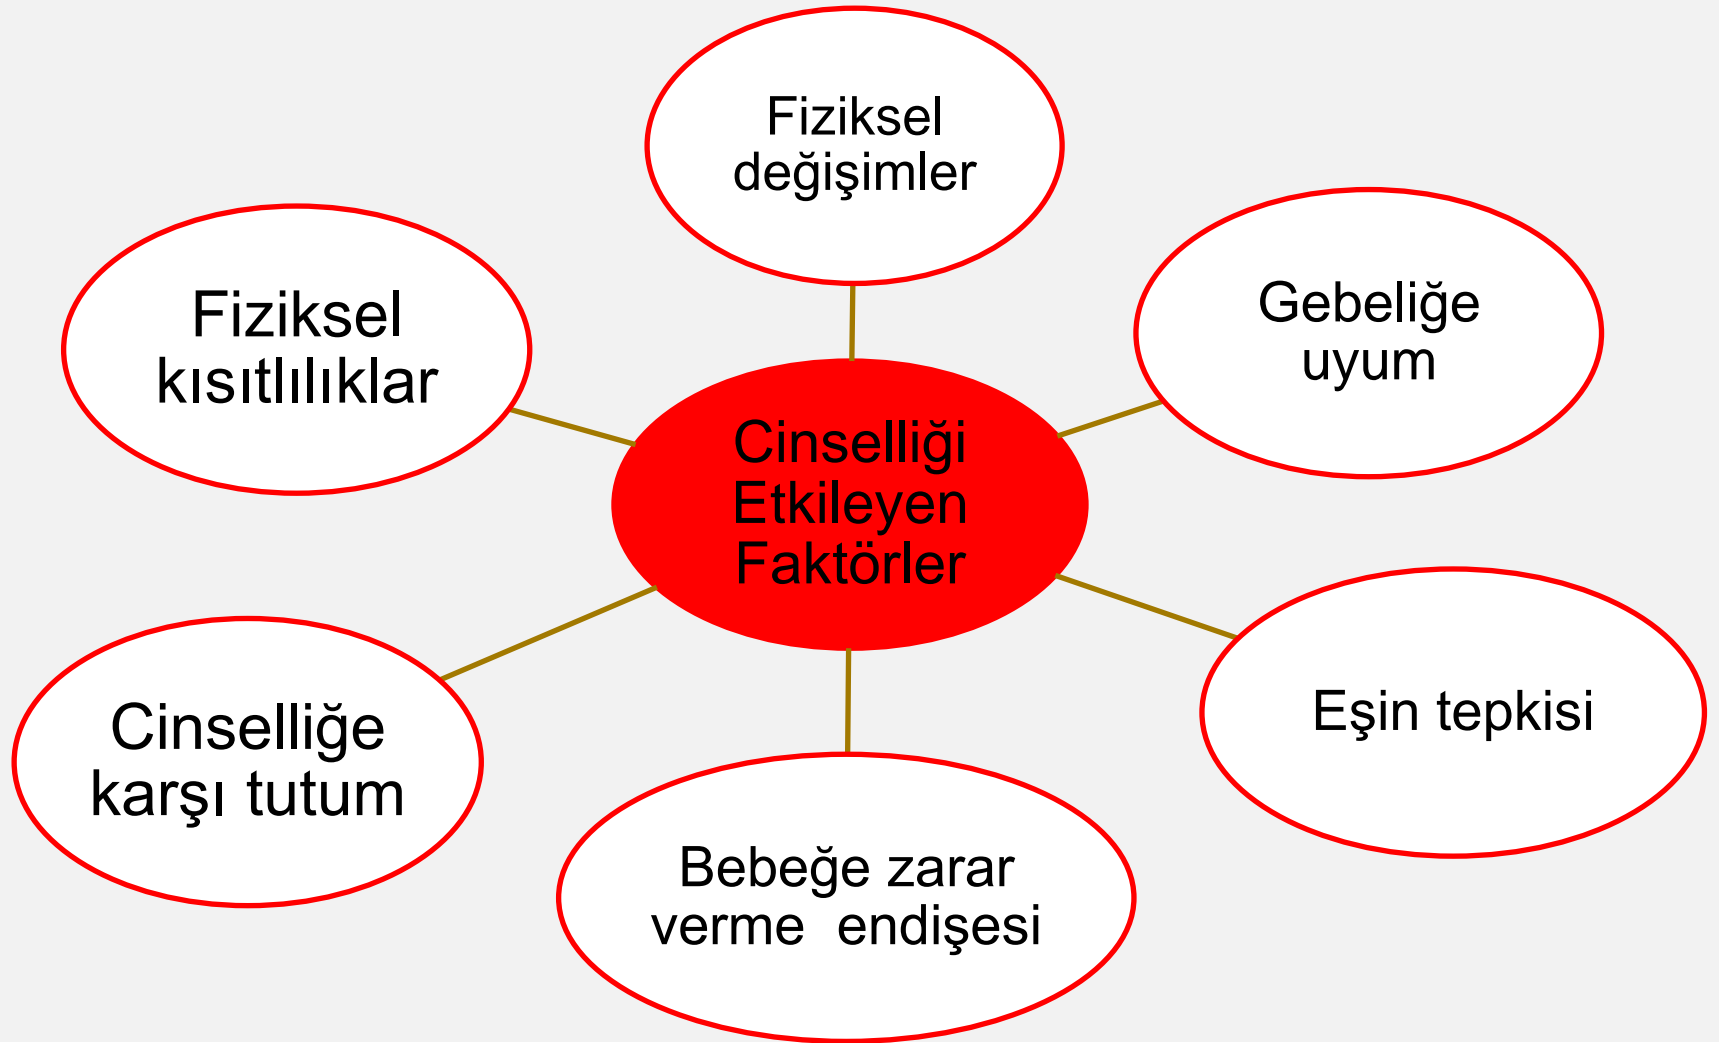 Fiziksel
değişimler
Fiziksel
kısıtlılıklar
Gebeliğe
uyum
Cinselliği
Etkileyen
Faktörler
Cinselliğe
karşı tutum
Eşin tepkisi
Bebeğe zarar
verme  endişesi